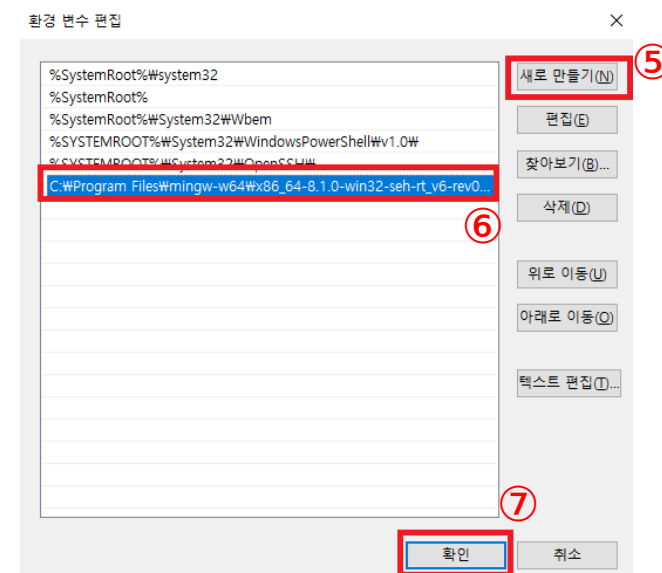 환경 변수 편집
⑤
%SystemRoot%₩system32
새로 만들기(N)
%SystemRoot%
%SystemRoot%₩System32₩Wbem
편집(E)
%SYSTEMROOT%₩System32₩WindowsPowerShell₩v1.0₩
%SYSTEMROOT%₩System32₩OpenSSH₩
찾아보기(B)...
C:₩Program Files₩mingw-w64₩x86_64-8.1.0-win32-seh-rt_v6-rev0...
삭제(D)
⑥
위로 이동(U)
아래로 이동(O)
텍스트 편집(T)...
⑦
확인
취소